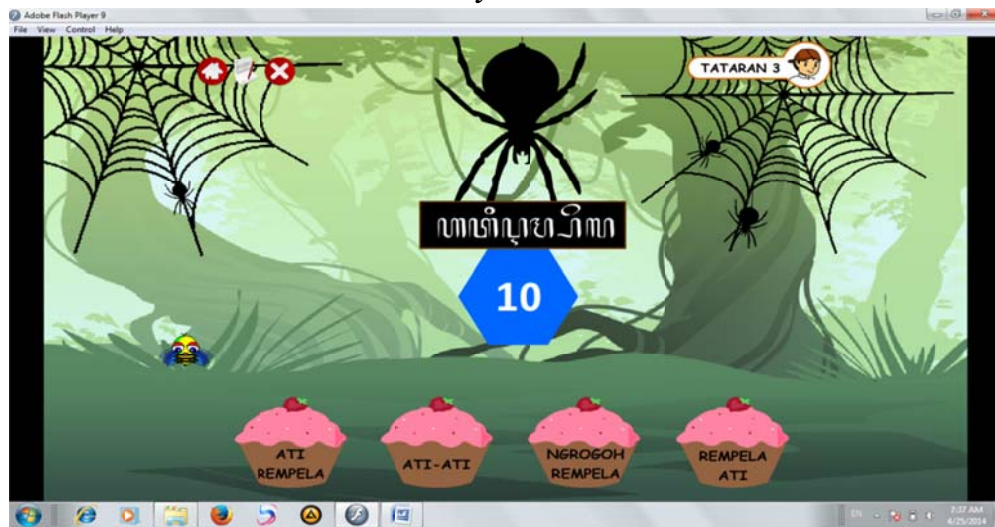 Adobe Flash Player 9
File View Control Help
TATARAN 3
10
ATI
REMPELA
ATI-ATI
NGROGOH
REMPELA
REMPELA
ATI
EN
7:37 AM
4/25/2014